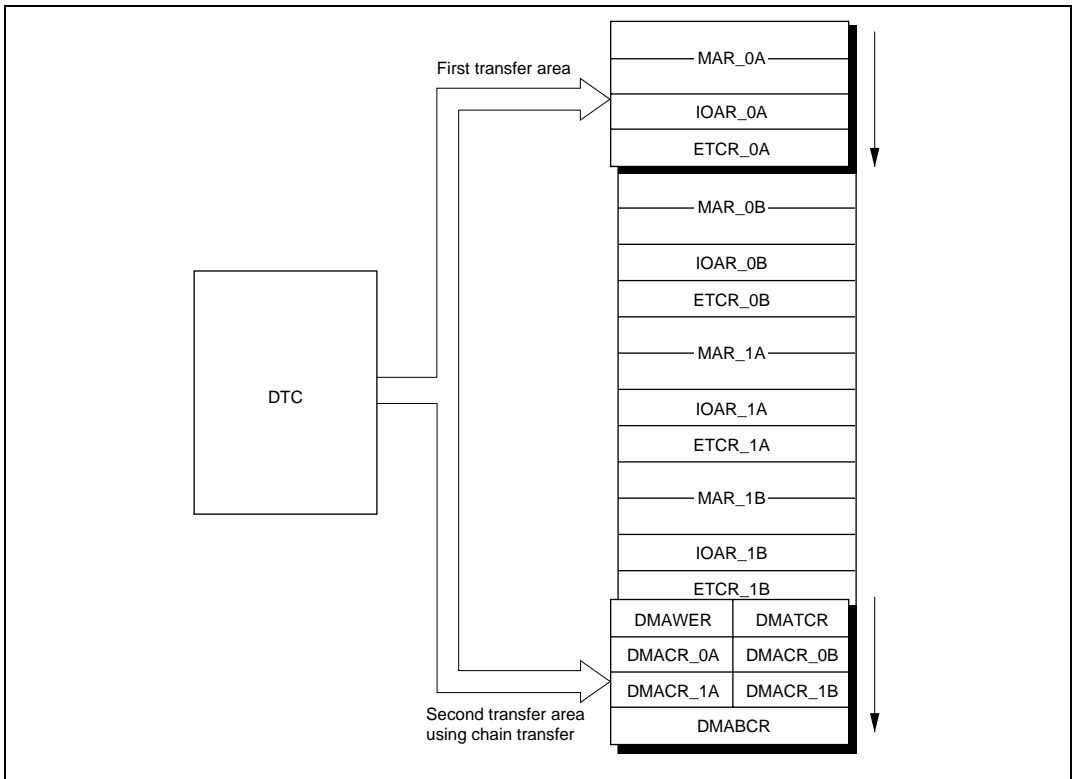 First transfer area
MAR_0A
IOAR_0A
ETCR_0A
MAR_0B
IOAR_0B
ETCR_0B
MAR_1A
DTC
IOAR_1A
ETCR_1A
MAR_1B
IOAR_1B
ETCR_1B
DMAWER DMATCR
DMACR_0A DMACR_0B
DMACR_1A DMACR_1B
Second transfer area
using chain transfer
DMABCR